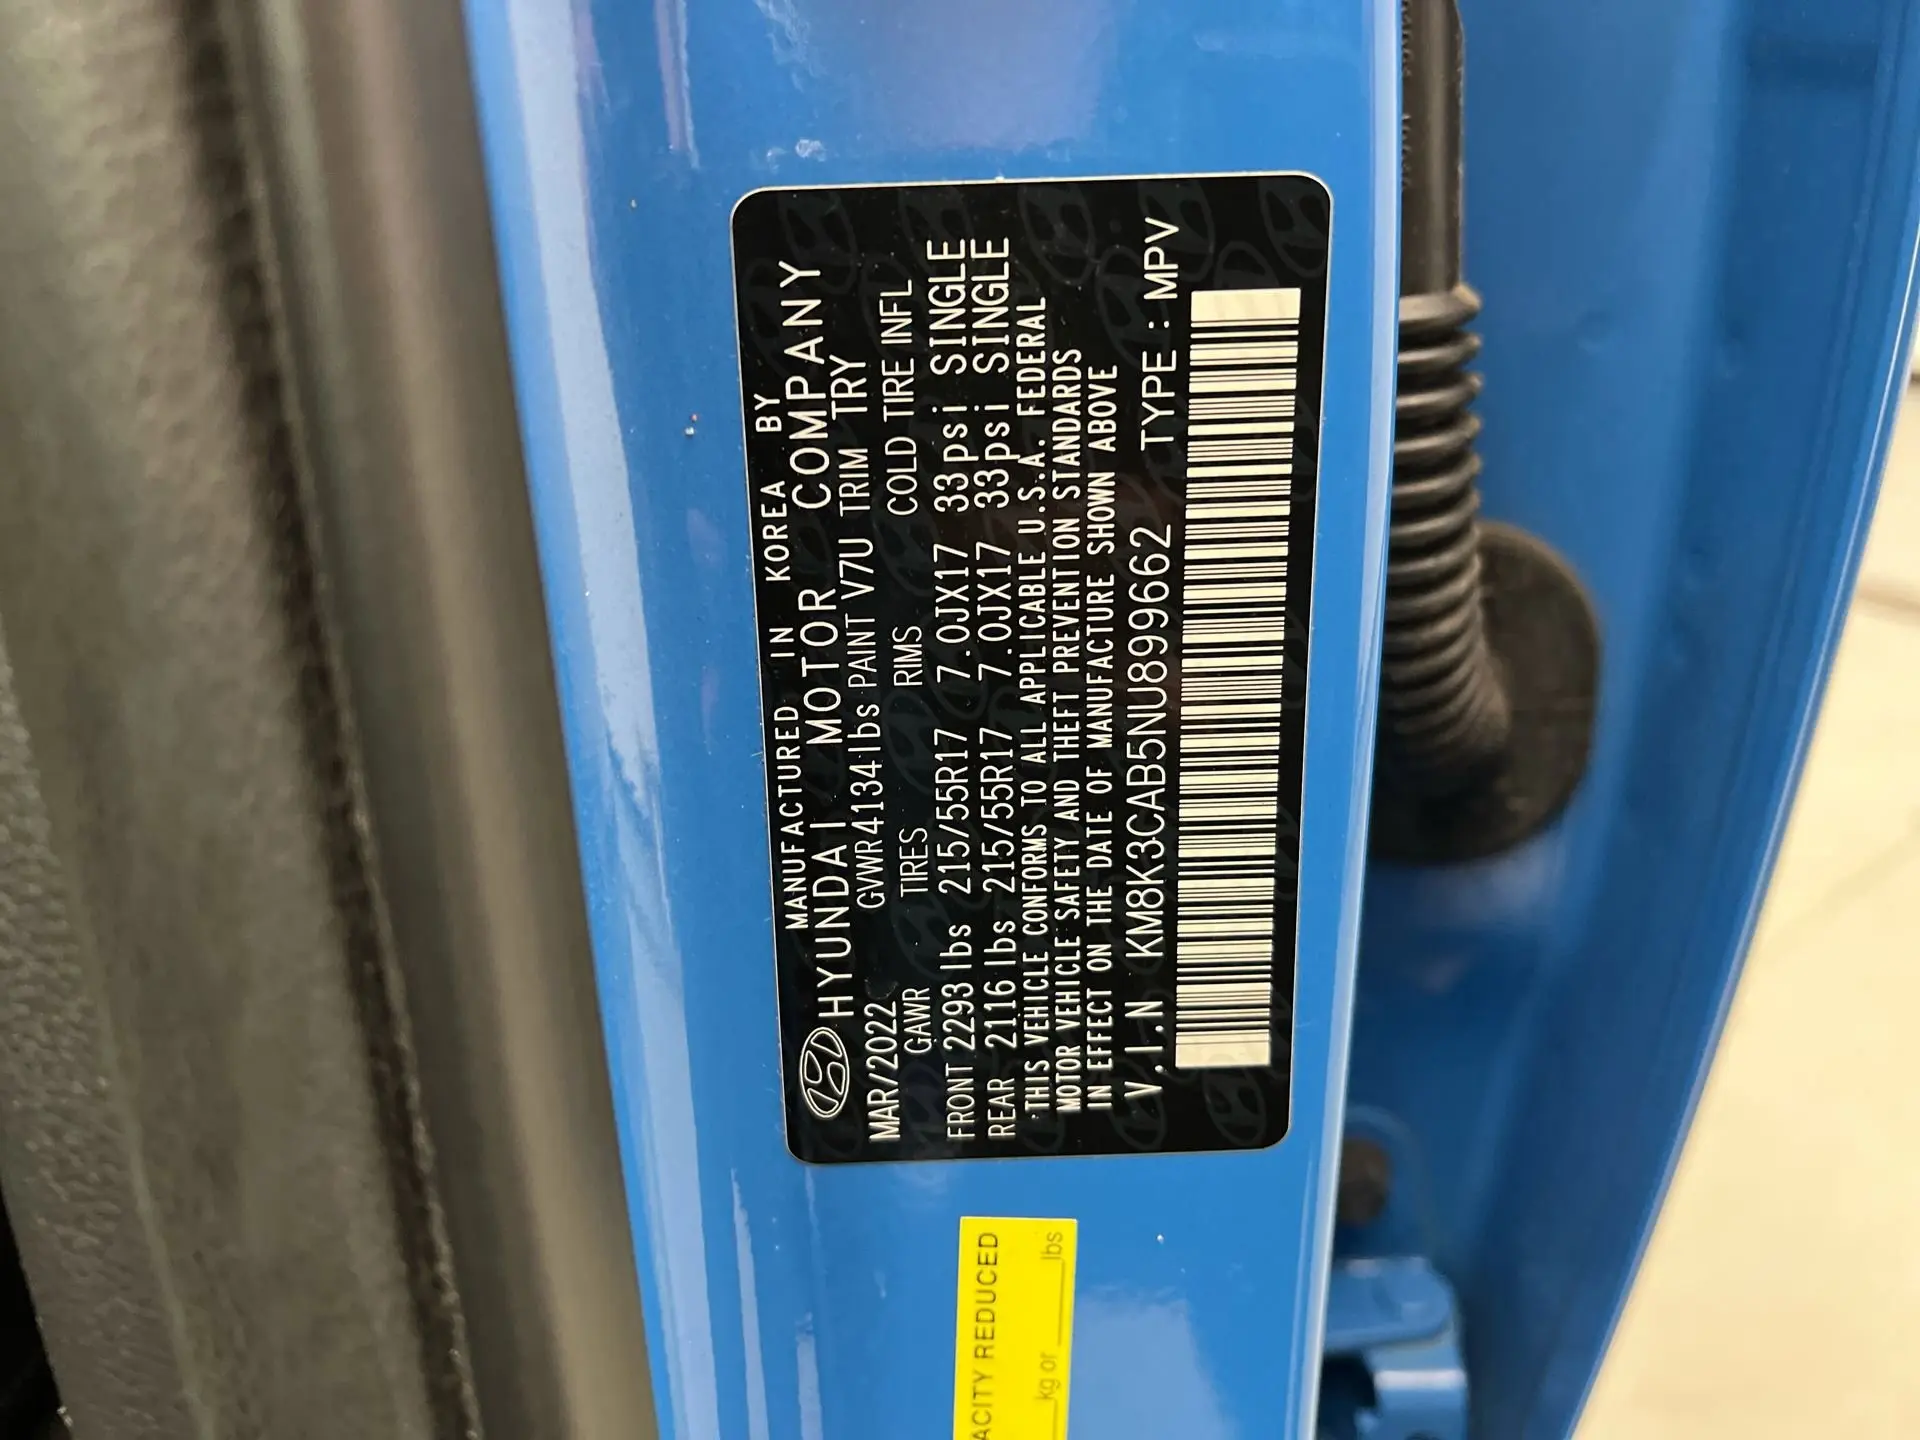 MANUFACTURED IN KOREA BY
HYUNDAI MOTOR COMPANY
MAR/2022 GVWR 4134 lbs PAINT V7U TRIM TRY
GAWR TIRES RIMS COLD TIRE INFL
FRONT 2293 lbs 215/55R17 7.0JX17 33psi SINGLE
REAR 2116 lbs 215/55R17 7.0JX17 33psi SINGLE
THIS VEHICLE CONFORMS TO ALL APPLICABLE U.S.A. FEDERAL
MOTOR VEHICLE SAFETY AND THEFT PREVENTION STANDARDS
IN EFFECT ON THE DATE OF MANUFACTURE SHOWN ABOVE
V.I.N KM8K3CAB5NU899662 TYPE : MPV
ACITY REDUCED
kg or lbs